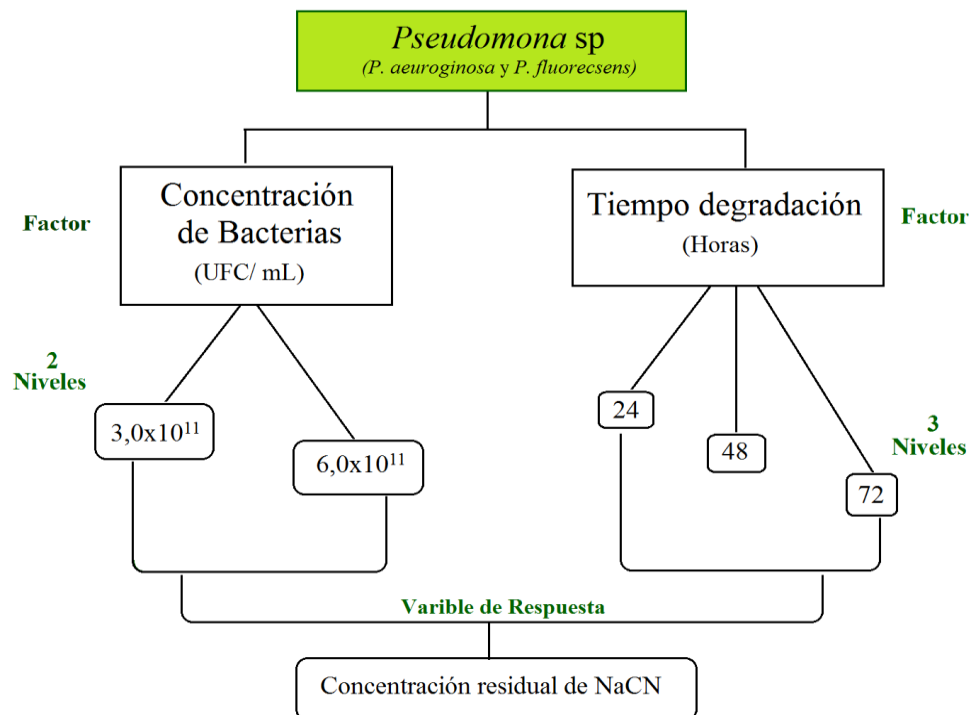 Pseudomona sp
(P. aeuroginosa y P. fluorecsens)
Factor
Concentración
de Bacterias
(UFC/ mL)
Tiempo degradación
(Horas)
Factor
2
Niveles
3,0x10¹¹
6,0x10¹¹
24
48
72
3
Niveles
Varible de Respuesta
Concentración residual de NaCN